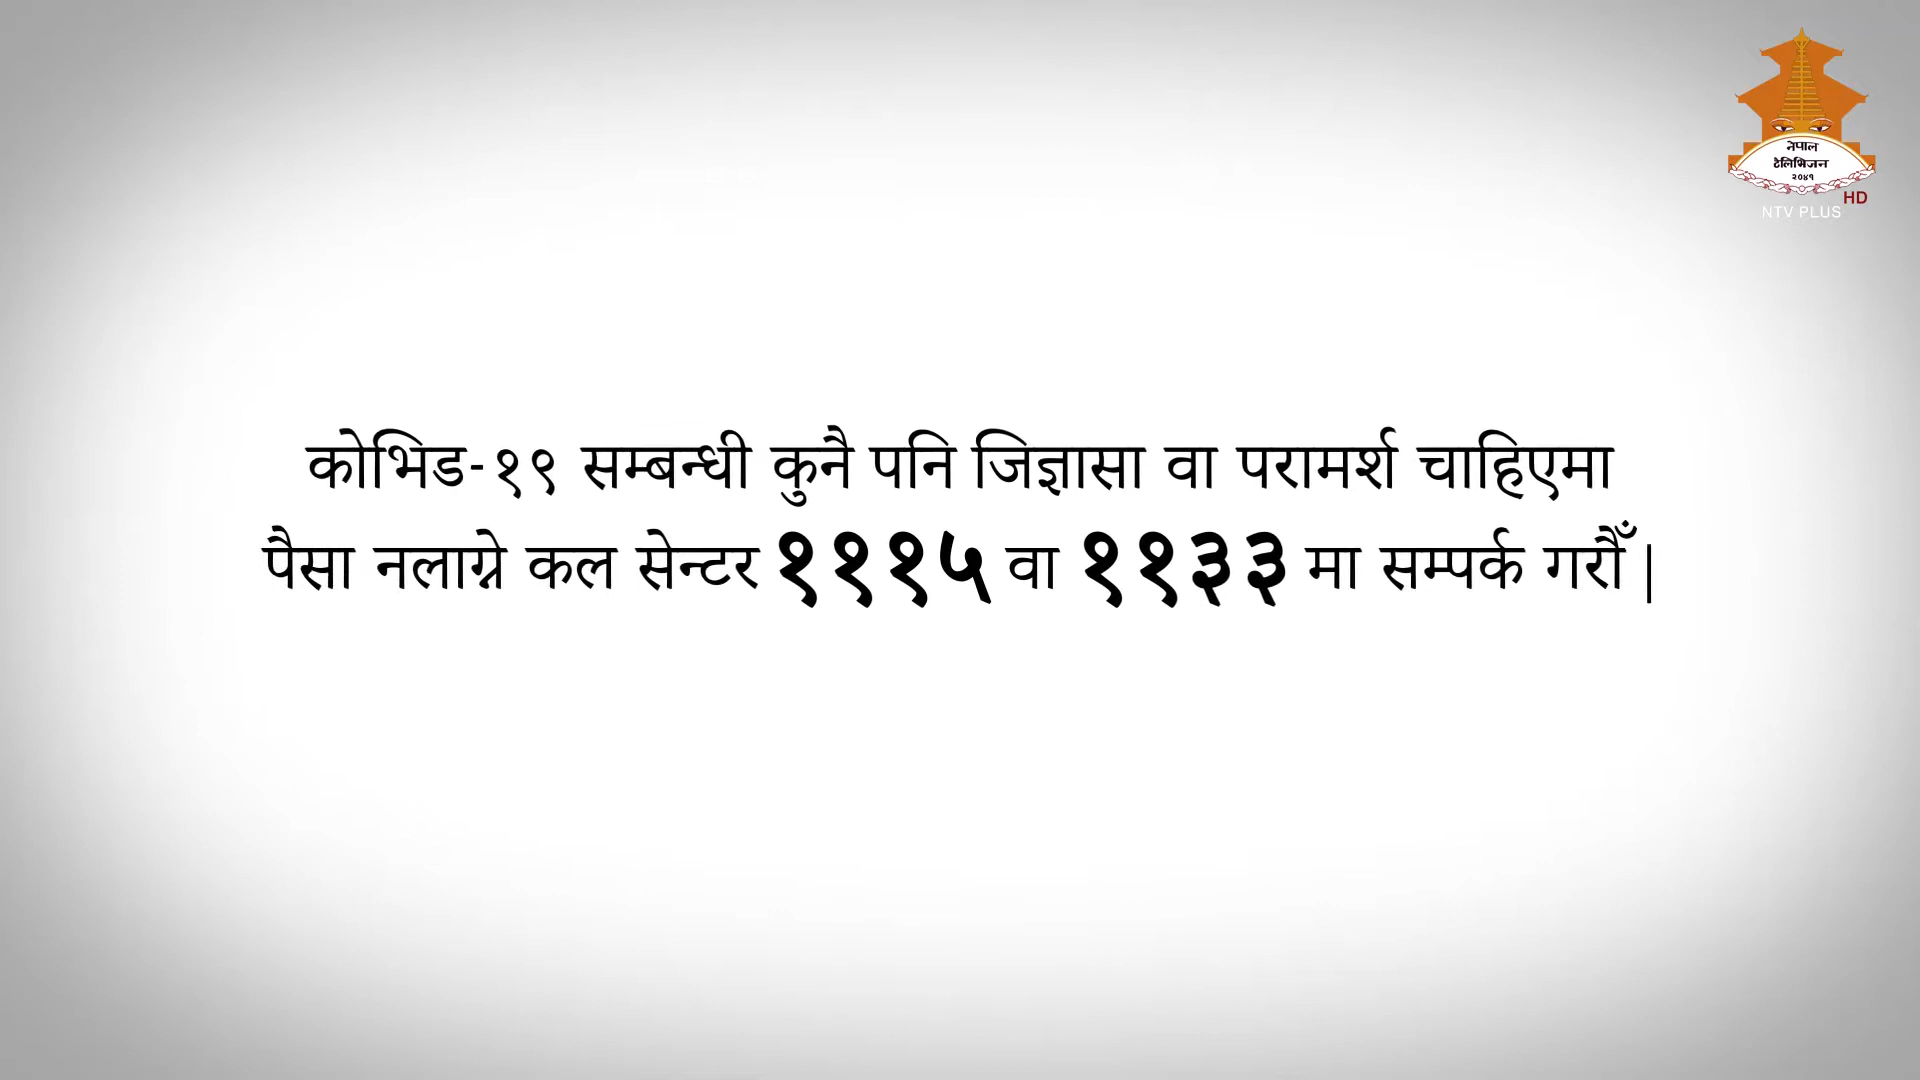 नेपाल
टेलिभिजन
२०४१
HD
NTV PLUS
कोभिड-१९ सम्बन्धी कुनै पनि जिज्ञासा वा परामर्श चाहिएमा
पैसा नलाग्ने कल सेन्टर १११५ वा ११३३ मा सम्पर्क गरौँ |